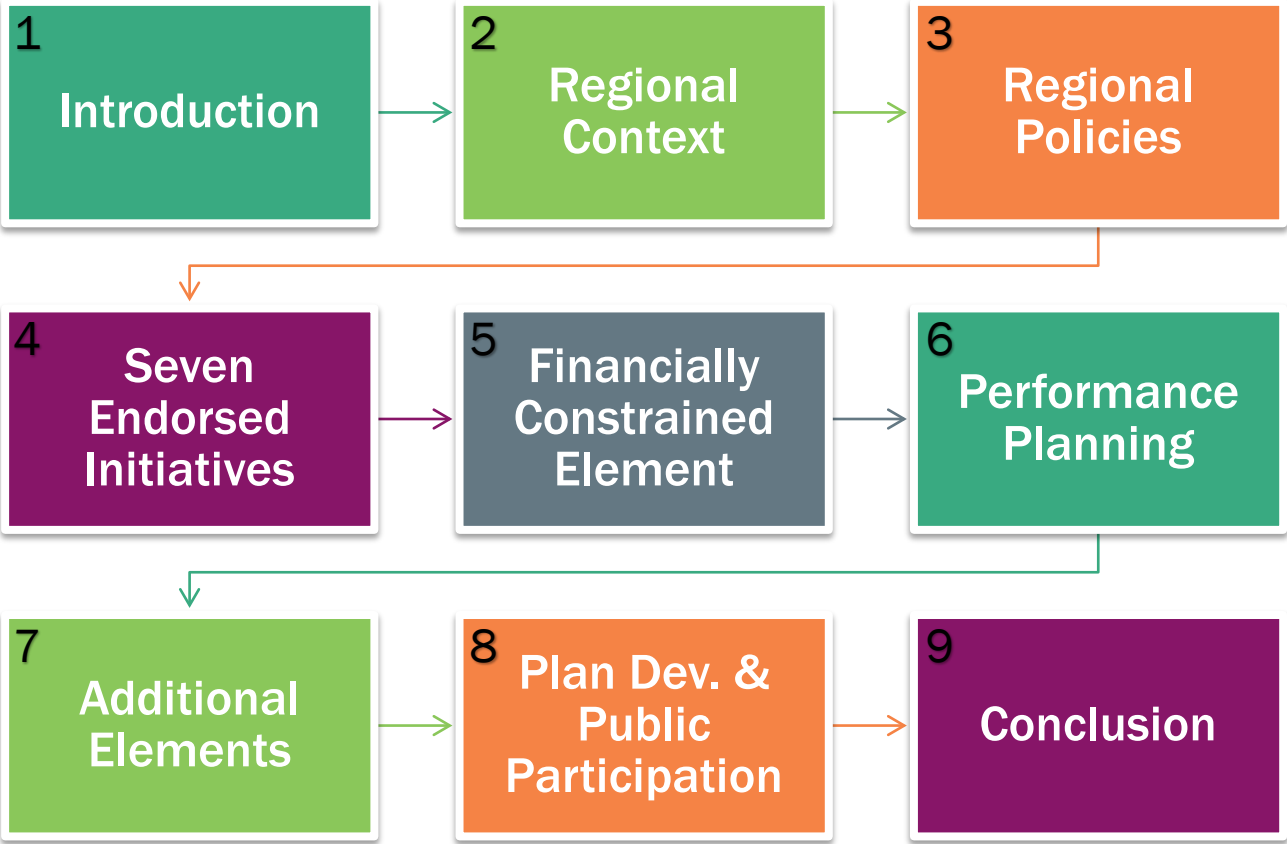 1
Introduction
2
Regional
Context
3
Regional
Policies
4
Seven
Endorsed
Initiatives
5
Financially
Constrained
Element
6
Performance
Planning
7
Additional
Elements
8
Plan Dev. &
Public
Participation
9
Conclusion